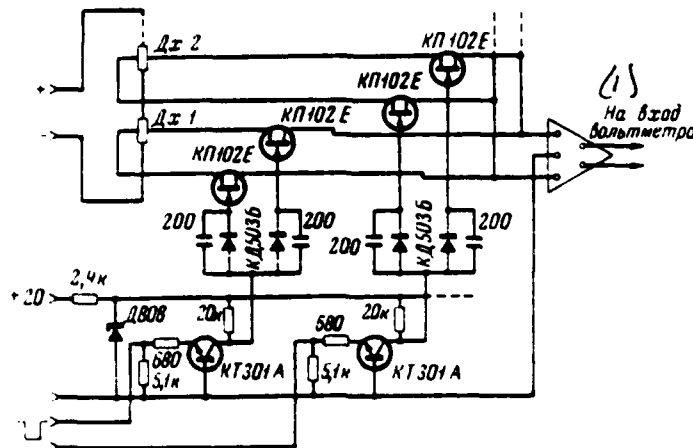 Дх 2
КП102Е
+
КП102Е
(1)
Дх 1
КП102Е
На вход
вольтметра
-
КП102Е
200
КД503Б
200
200
КД503Б
200
2,4к
+20
Д808
20к
680
20к
680
5,1к
КТ301А
5,1к
КТ301А